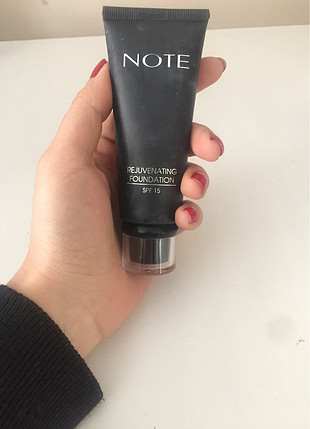 NOTE
REJUVENATING
FOUNDATION
SPF 15